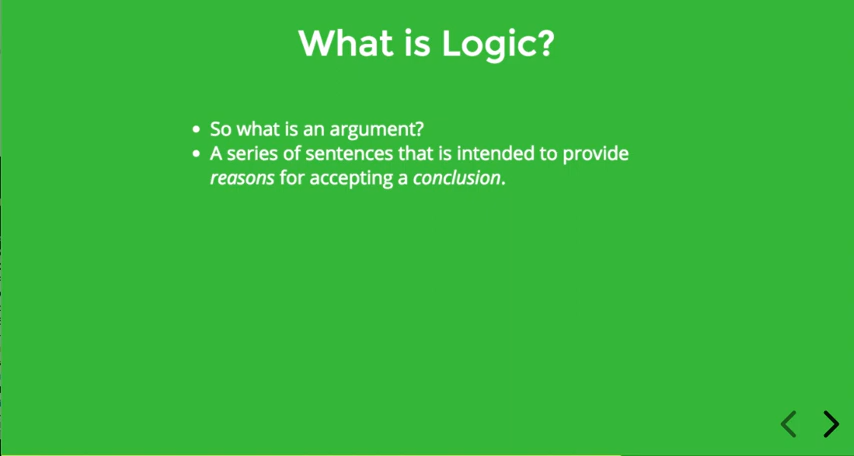 What is Logic?
• So what is an argument?
• A series of sentences that is intended to provide
reasons for accepting a conclusion.